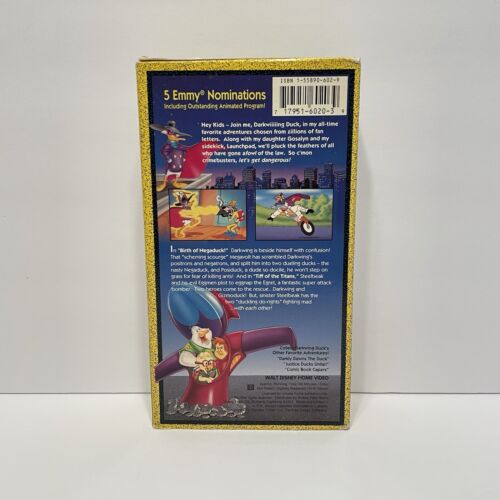 ISBN 1-55890-602-9
7 17951-6020-3 9
5 Emmy® Nominations
Including Outstanding Animated Program!
Hey Kids – Join me, Darkwiiiiing Duck, in my all-time
favorite adventures chosen from zillions of fan
letters. Along with my daughter Gosalyn and my
sidekick, Launchpad, we'll pluck the feathers of all
who have gone afowl of the law. So c'mon
crimebusters, let's get dangerous!
In "Birth of Negaduck!" Darkwing is beside himself with confusion!
That "scheming scourge" Megavolt has scrambled Darkwing's
positrons and negatrons, and split him into two dueling ducks – the
nasty Negaduck, and Posiduck, a dude so docile, he won't step on
grass for fear of killing ants! And in "Tiff of the Titans," Steelbeak
and his evil Eggmen plot to eggnap the Egret, a fantastic super attack
bomber! Two heroes come to the rescue... Darkwing and
Gizmoduck! But, sinister Steelbeak has the
two "duckling do-rights" fighting mad
with each other!
Darkwing Duck's
Other Favorite Adventures!
"Darkly Dawns The Duck"
"Justice Ducks Unite!"
"Comic Book Capers"
WALT DISNEY HOME VIDEO